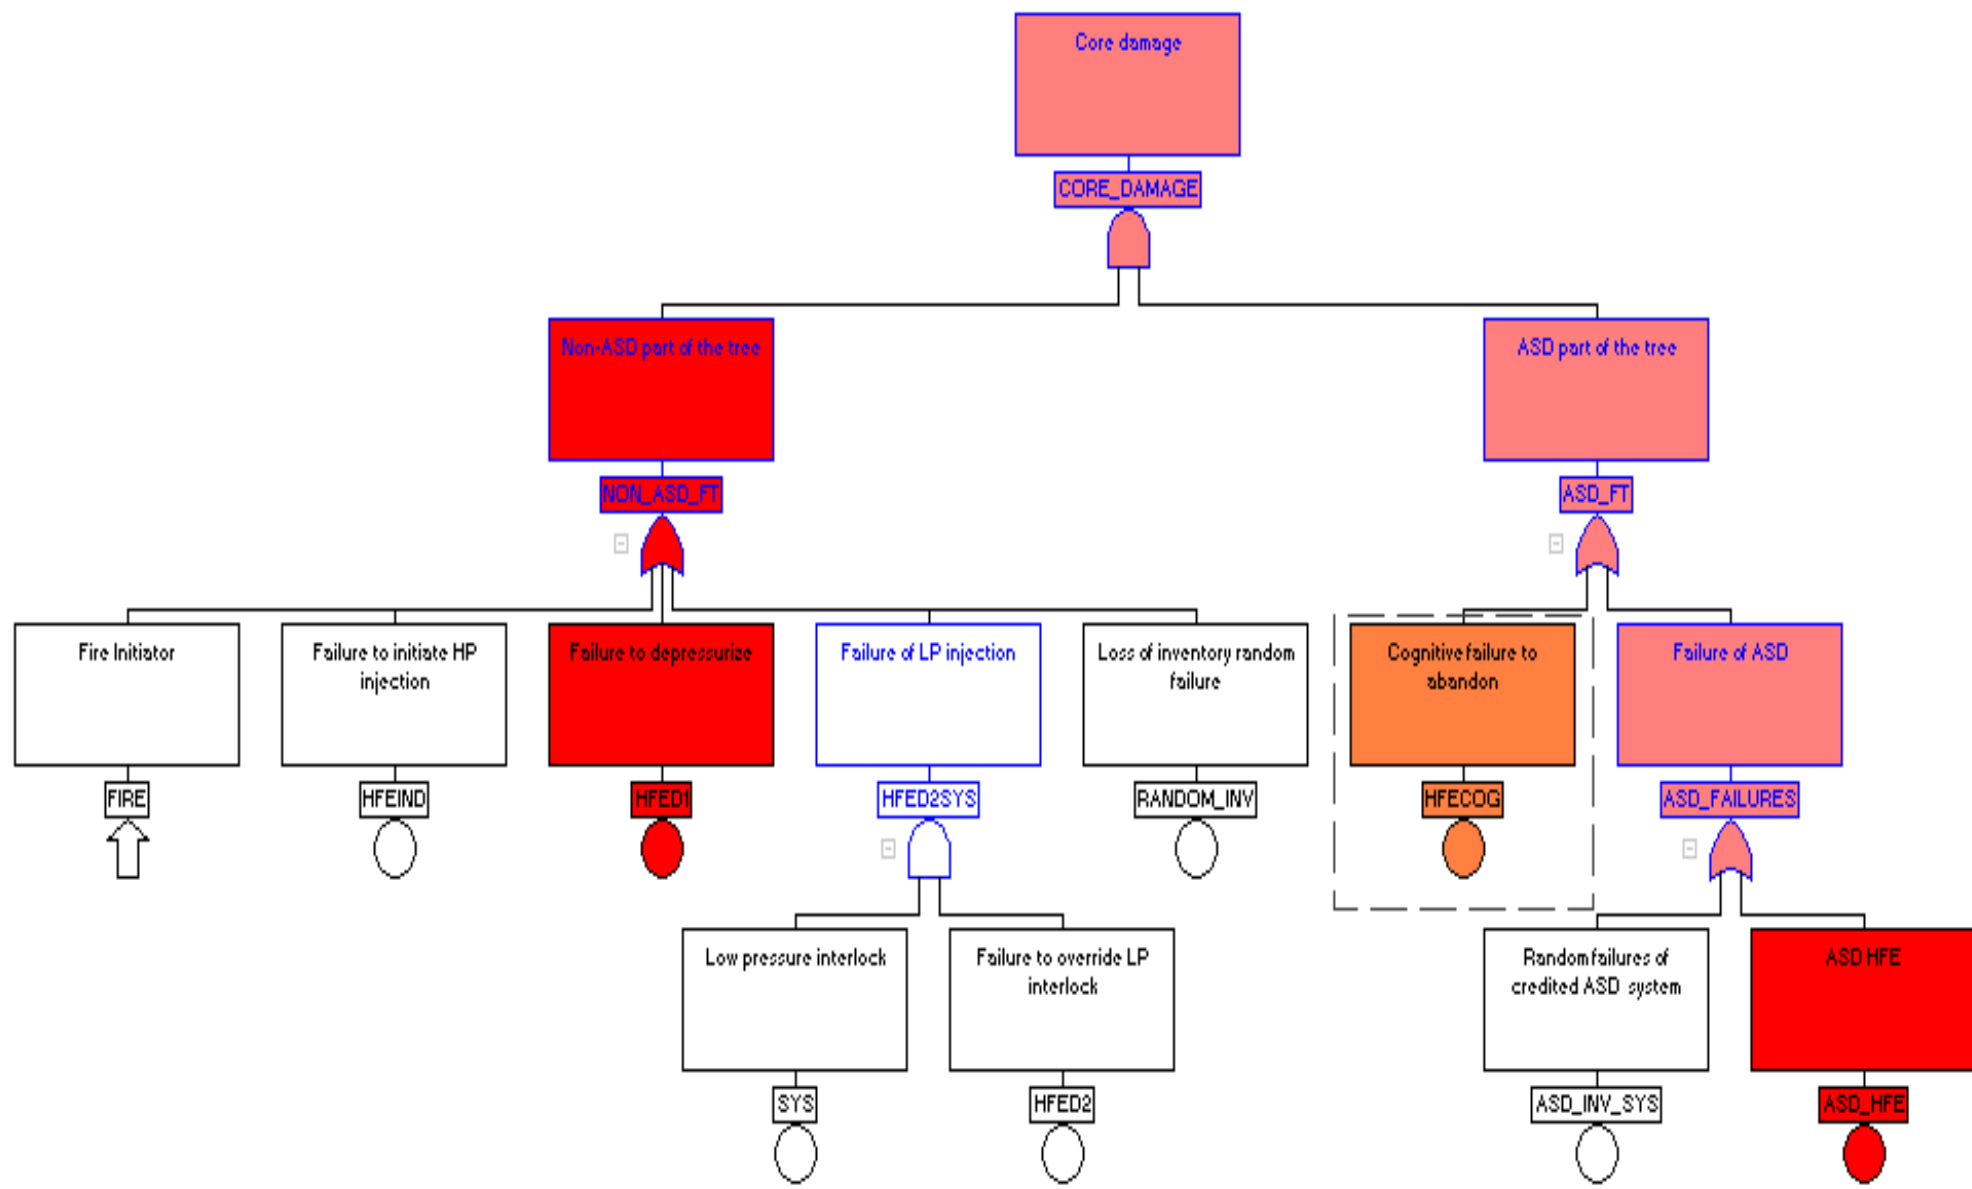 Core damage
CORE_DAMAGE
Non-ASD part of the tree
ASD part of the tree
NON_ASD_FT
ASD_FT
Fire Initiator
Failure to initiate HP
injection
Failure to depressurize
Failure of LP injection
Loss of inventory random
failure
Cognitive failure to
abandon
Failure of ASD
FIRE
HFEIND
HFED1
HFED2SYS
RANDOM_INV
HFECOG
ASD_FAILURES
Low pressure interlock
Failure to override LP
interlock
Random failures of
credited ASD system
ASD HFE
SYS
HFED2
ASD_INV_SYS
ASD_HFE